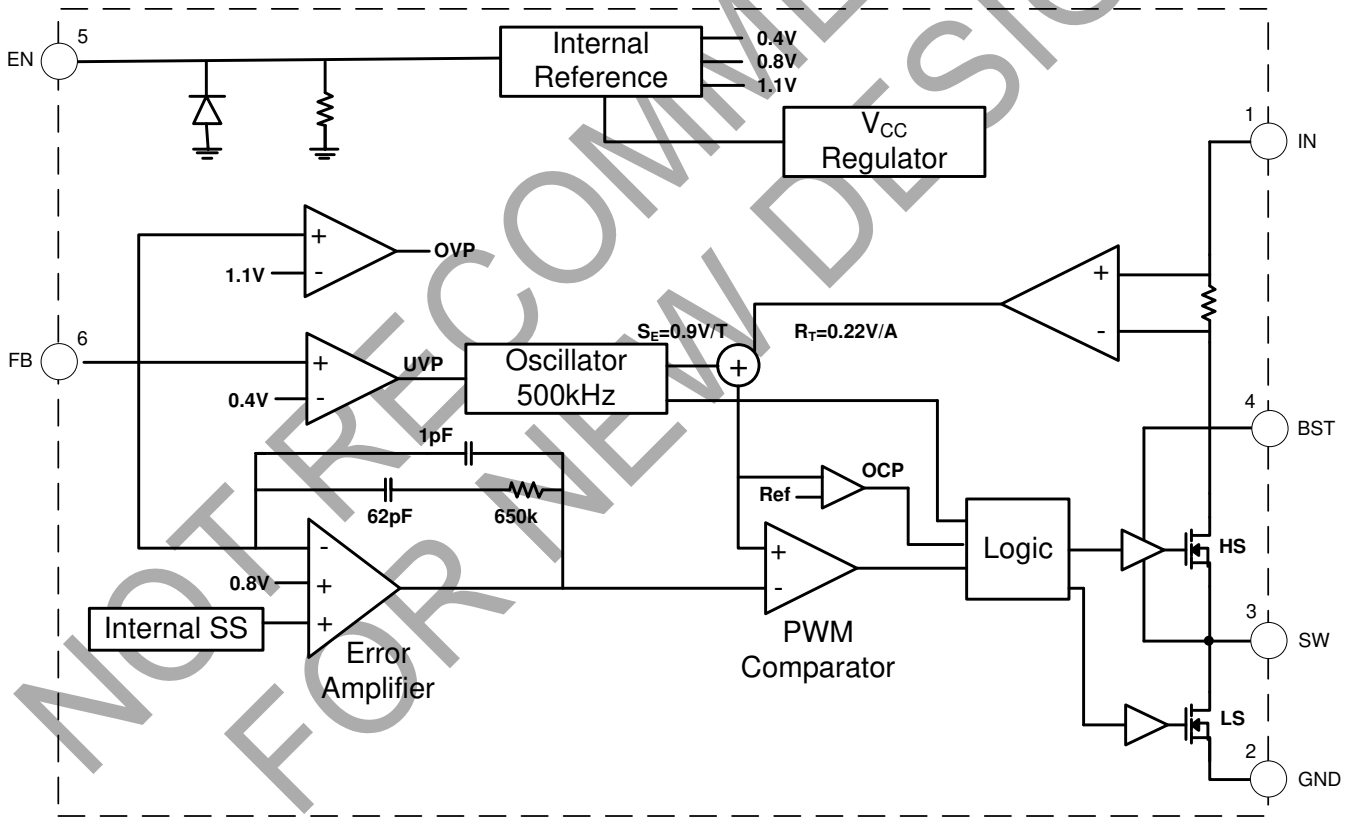 NOT RECOMME
FOR NEW DESIG
5
EN
Internal
Reference
0.4V
0.8V
1.1V
V_CC
Regulator
1
IN
+
-
1.1V
OVP
+
-
S_E=0.9V/T
R_T=0.22V/A
6
FB
+
-
0.4V
UVP
Oscillator
500kHz
+
4
BST
1pF
62pF
650k
Ref
OCP
-
+
+
0.8V
Internal SS
Error
Amplifier
+
-
PWM
Comparator
Logic
HS
3
SW
LS
2
GND